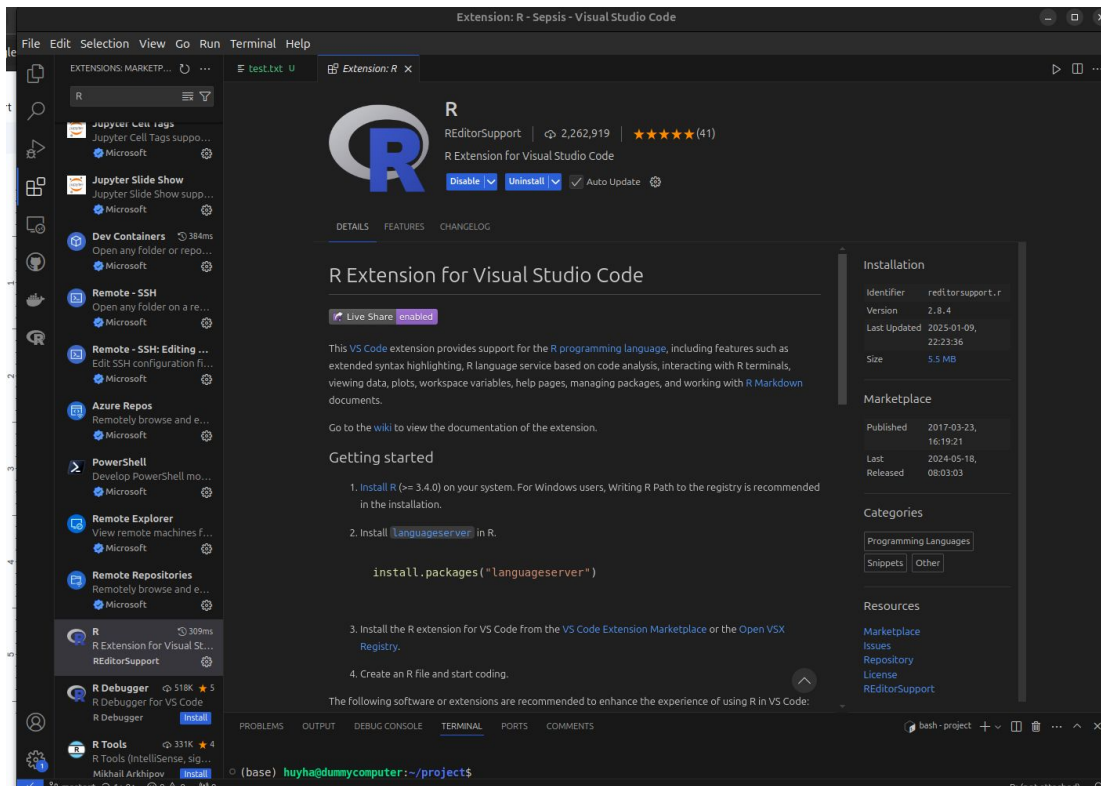 Extension: R - Sepsis - Visual Studio Code
File Edit Selection View Go Run Terminal Help
EXTENSIONS: MARKETP...
test.txt U
Extension: R
R
Jupyter Cell Tags
Jupyter Cell Tags suppo...
Microsoft
Jupyter Slide Show
Jupyter Slide Show supp...
Microsoft
Dev Containers 384ms
Open any folder or repo...
Microsoft
Remote - SSH
Open any folder on a re...
Microsoft
Remote - SSH: Editing ...
Edit SSH configuration fi...
Microsoft
Azure Repos
Remotely browse and e...
Microsoft
PowerShell
Develop PowerShell mo...
Microsoft
Remote Explorer
View remote machines f...
Microsoft
Remote Repositories
Remotely browse and e...
Microsoft
R 309ms
R Extension for Visual St...
REditorSupport
R Debugger 518K ★ 5
R Debugger for VS Code
R Debugger Install
R Tools 331K ★ 4
R Tools (IntelliSense, sig...
Mikhail Arkhipov Install
R
REditorSupport 2,262,919 ★★★★★(41)
R Extension for Visual Studio Code
Disable Uninstall Auto Update
DETAILS FEATURES CHANGELOG
R Extension for Visual Studio Code
Live Share enabled
This VS Code extension provides support for the R programming language, including features such as
extended syntax highlighting, R language service based on code analysis, interacting with R terminals,
viewing data, plots, workspace variables, help pages, managing packages, and working with R Markdown
documents.
Go to the wiki to view the documentation of the extension.
Getting started
1. Install R (>= 3.4.0) on your system. For Windows users, Writing R Path to the registry is recommended
in the installation.
2. Install languageserver in R.
install.packages("languageserver")
3. Install the R extension for VS Code from the VS Code Extension Marketplace or the Open VSX
Registry.
4. Create an R file and start coding.
The following software or extensions are recommended to enhance the experience of using R in VS Code:
Installation
Identifier reditorsupport.r
Version 2.8.4
Last Updated 2025-01-09,
22:23:36
Size 5.5 MB
Marketplace
Published 2017-03-23,
16:19:21
Last 2024-05-18,
Released 08:03:03
Categories
Programming Languages
Snippets Other
Resources
Marketplace
Issues
Repository
License
REditorSupport
PROBLEMS OUTPUT DEBUG CONSOLE TERMINAL PORTS COMMENTS
bash - project
(base) huyha@dummycomputer:~/project$